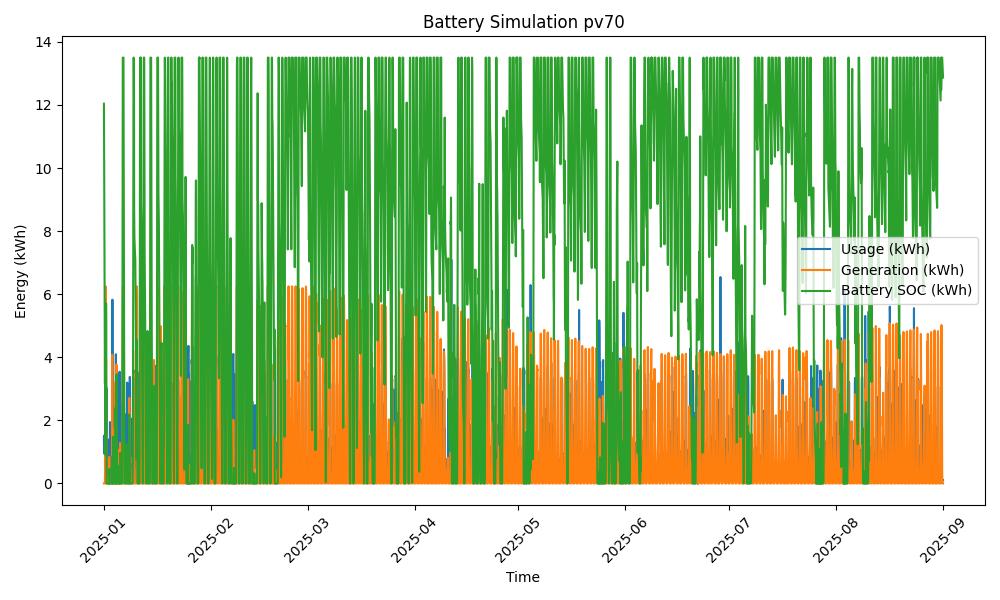 Battery Simulation pv70
Energy (kWh)
14
12
10
8
6
4
2
0
Usage (kWh)
Generation (kWh)
Battery SOC (kWh)
2025-01
2025-02
2025-03
2025-04
2025-05
2025-06
2025-07
2025-08
2025-09
Time